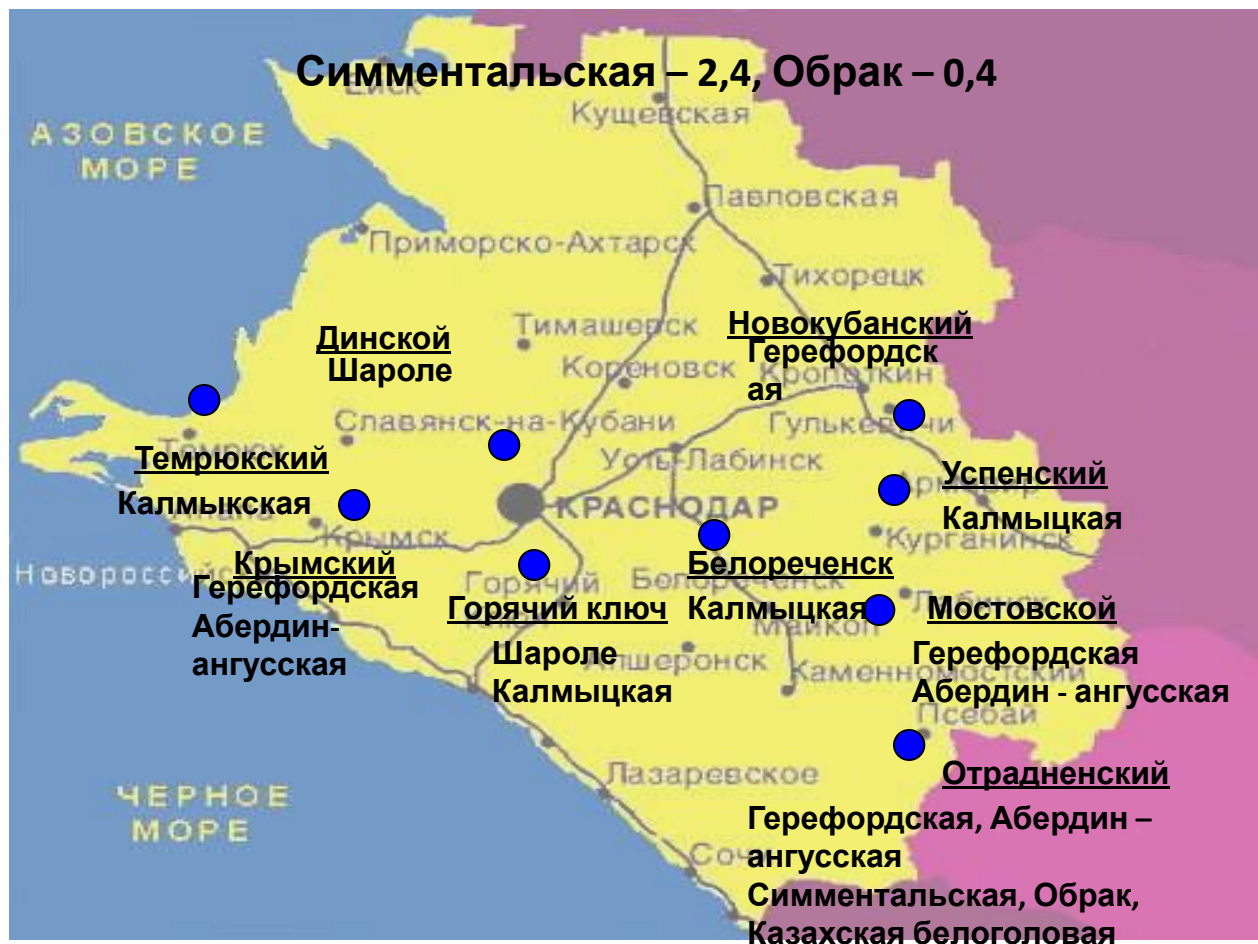 Симментальская – 2,4, Обрак – 0,4
Ейск
Кущевская
АЗОВСКОЕ
МОРЕ
Павловская
Приморско-Ахтарск
Тихорецк
Тимашевск
Новокубанский
Динской
Герефордск
ая
Шароле
Кореновск
Кропоткин
Славянск-на-Кубани
Гулькевичи
Темрюк
Усть-Лабинск
Темрюкский
Успенский
Армавир
Калмыкская
КРАСНОДАР
Калмыцкая
Анапа
Крымск
Курганинск
Новороссийск
Крымский
Герефордская
Абердин-
ангусская
Горячий
Ключ
Горячий ключ
Шароле
Калмыцкая
Белореченск
Белореченск
Калмыцкая
Майкоп
Лабинск
Мостовской
Герефордская
Абердин - ангусская
Апшеронск
Каменномостский
Псебай
Отрадненский
Лазаревское
ЧЕРНОЕ
МОРЕ
Герефордская, Абердин –
ангусская
Сочи
Симментальская, Обрак,
Казахская белоголовая